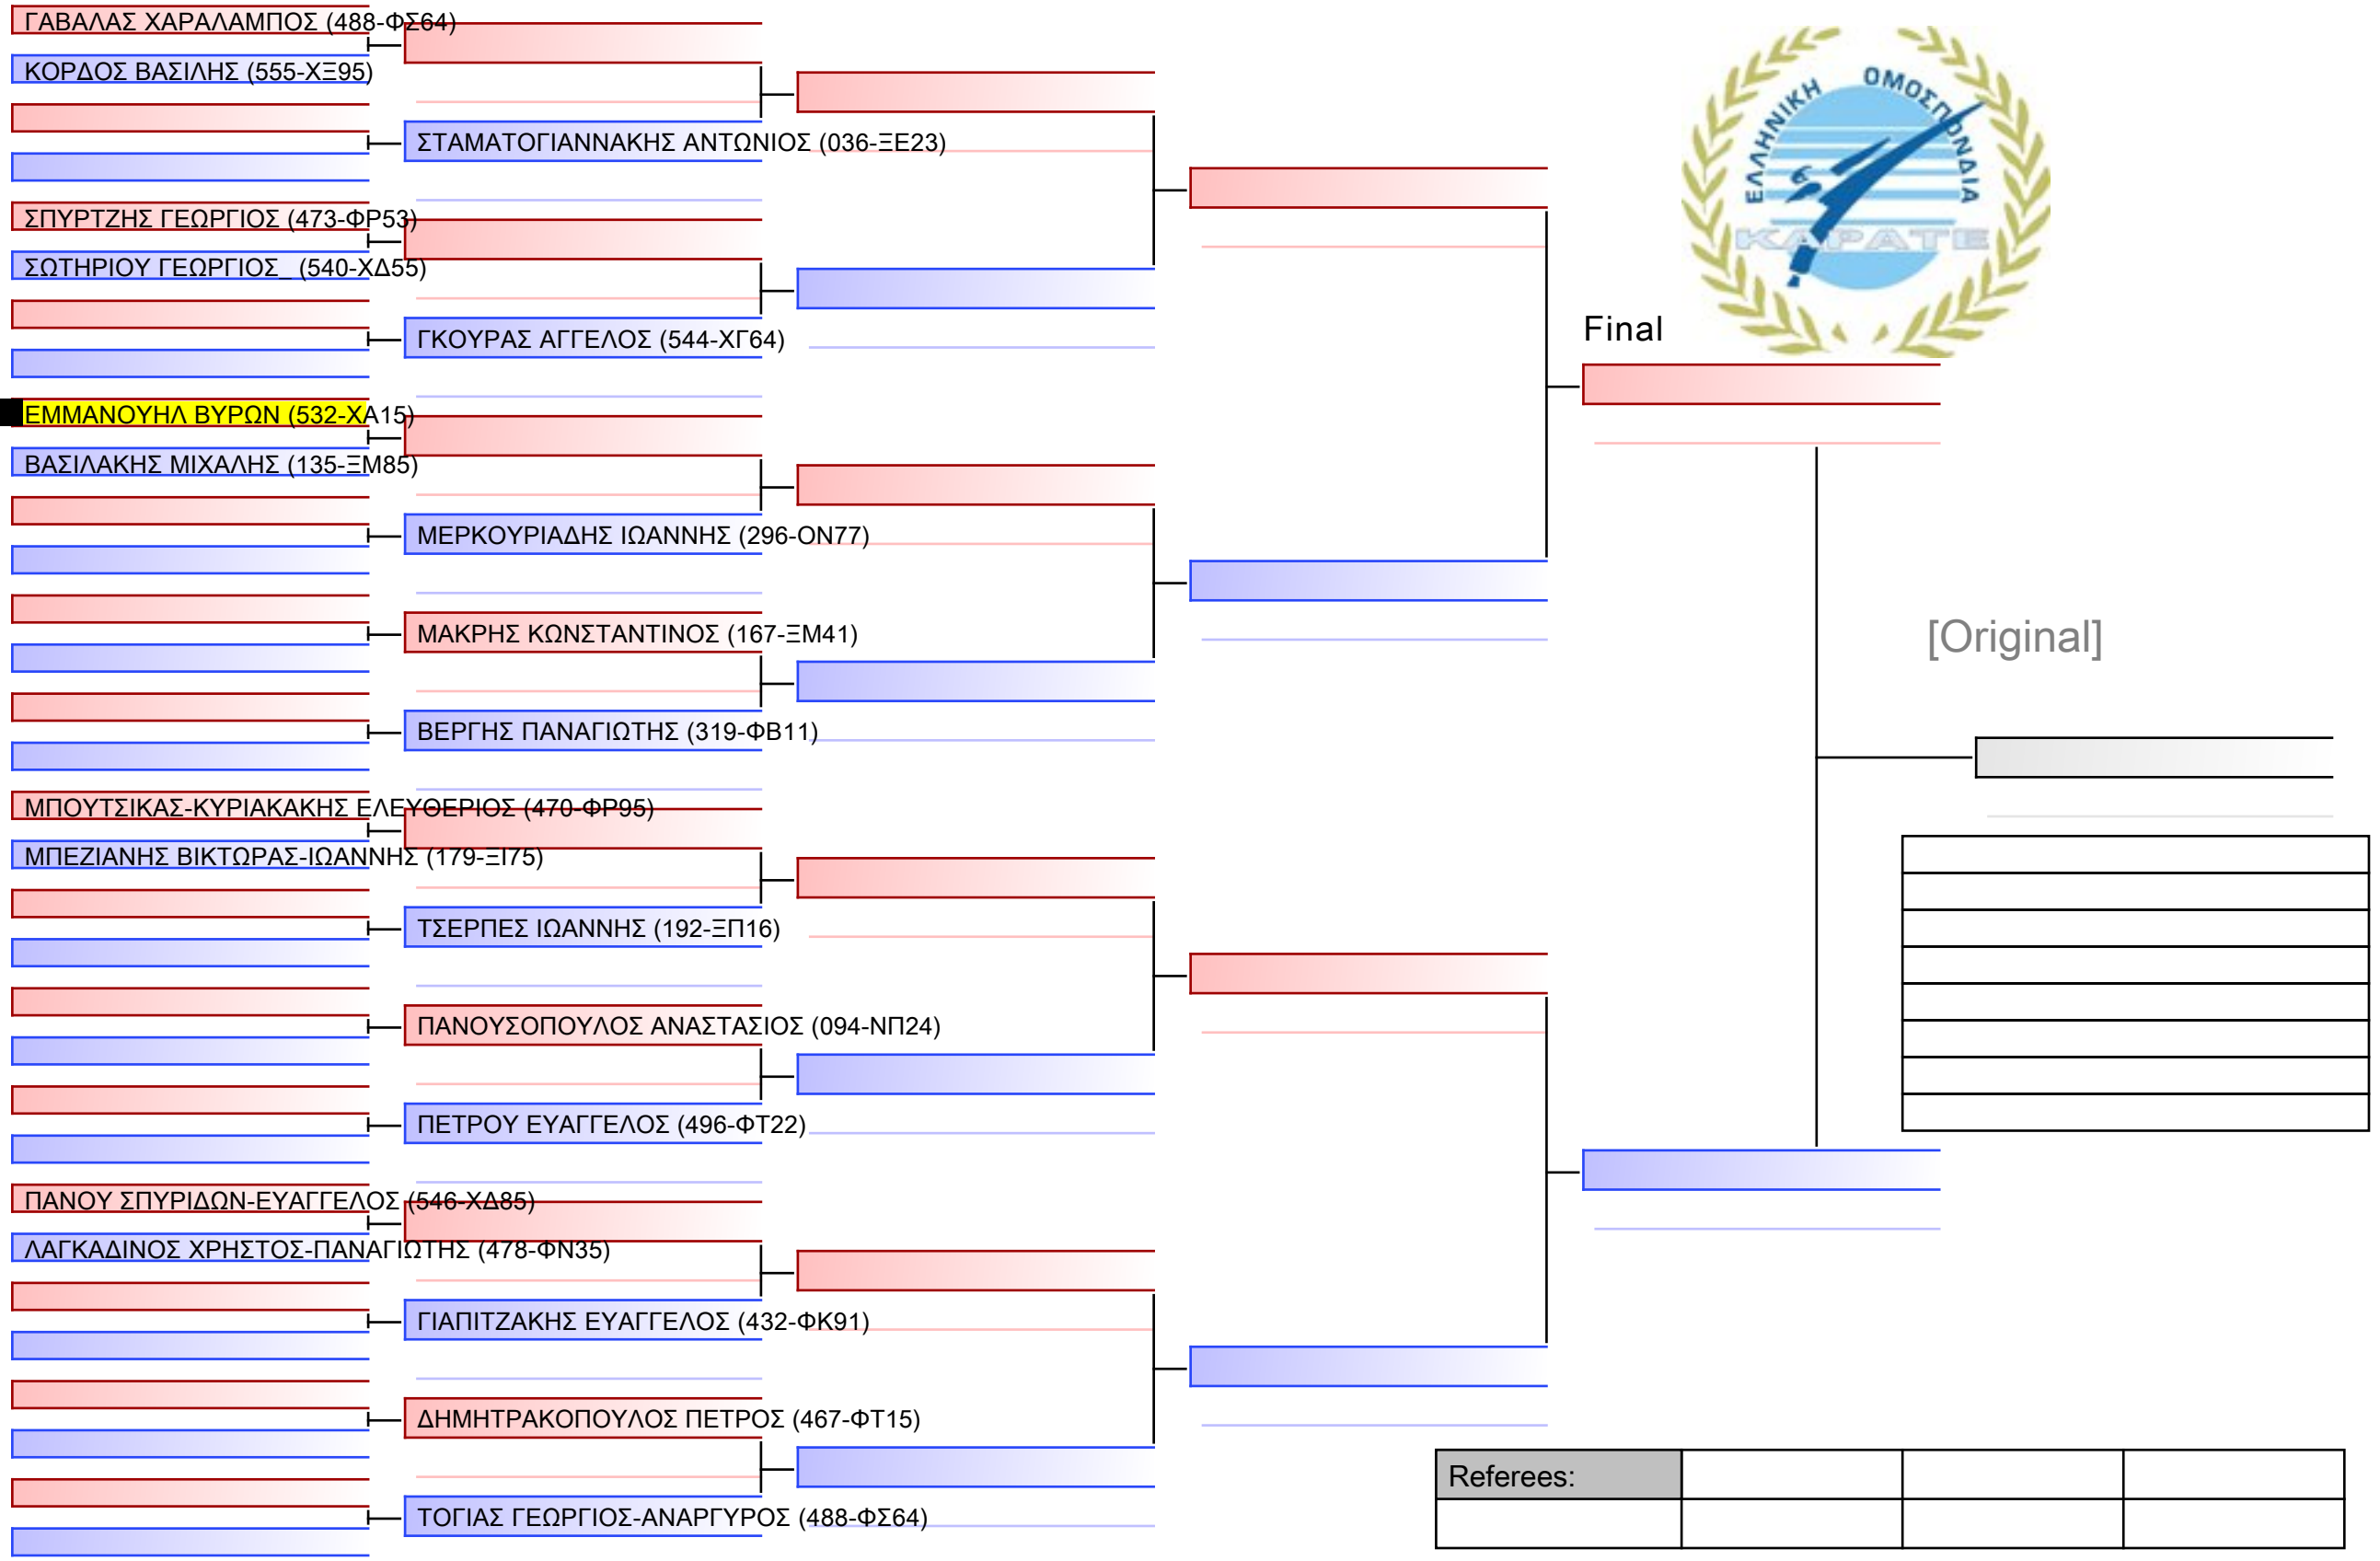 ΓΑΒΑΛΑΣ ΧΑΡΑΛΑΜΠΟΣ (488-ΦΣ64)
ΚΟΡΔΟΣ ΒΑΣΙΛΗΣ (555-ΧΞ95)
ΣΤΑΜΑΤΟΓΙΑΝΝΑΚΗΣ ΑΝΤΩΝΙΟΣ (036-ΞΕ23)
ΣΠΥΡΤΖΗΣ ΓΕΩΡΓΙΟΣ (473-ΦΡ53)
ΣΩΤΗΡΙΟΥ ΓΕΩΡΓΙΟΣ_ (540-ΧΔ55)
ΓΚΟΥΡΑΣ ΑΓΓΕΛΟΣ (544-ΧΓ64)
ΕΜΜΑΝΟΥΗΛ ΒΥΡΩΝ (532-ΧΑ15)
ΒΑΣΙΛΑΚΗΣ ΜΙΧΑΛΗΣ (135-ΞΜ85)
ΜΕΡΚΟΥΡΙΑΔΗΣ ΙΩΑΝΝΗΣ (296-ΟΝ77)
ΜΑΚΡΗΣ ΚΩΝΣΤΑΝΤΙΝΟΣ (167-ΞΜ41)
ΒΕΡΓΗΣ ΠΑΝΑΓΙΩΤΗΣ (319-ΦΒ11)
ΜΠΟΥΤΣΙΚΑΣ-ΚΥΡΙΑΚΑΚΗΣ ΕΛΕΥΘΕΡΙΟΣ (470-ΦΡ95)
ΜΠΕΖΙΑΝΗΣ ΒΙΚΤΩΡΑΣ-ΙΩΑΝΝΗΣ (179-ΞΙ75)
ΤΣΕΡΠΕΣ ΙΩΑΝΝΗΣ (192-ΞΠ16)
ΠΑΝΟΥΣΟΠΟΥΛΟΣ ΑΝΑΣΤΑΣΙΟΣ (094-ΝΠ24)
ΠΕΤΡΟΥ ΕΥΑΓΓΕΛΟΣ (496-ΦΤ22)
ΠΑΝΟΥ ΣΠΥΡΙΔΩΝ-ΕΥΑΓΓΕΛΟΣ (546-ΧΔ85)
ΛΑΓΚΑΔΙΝΟΣ ΧΡΗΣΤΟΣ-ΠΑΝΑΓΙΩΤΗΣ (478-ΦΝ35)
ΓΙΑΠΙΤΖΑΚΗΣ ΕΥΑΓΓΕΛΟΣ (432-ΦΚ91)
ΔΗΜΗΤΡΑΚΟΠΟΥΛΟΣ ΠΕΤΡΟΣ (467-ΦΤ15)
ΤΟΓΙΑΣ ΓΕΩΡΓΙΟΣ-ΑΝΑΡΓΥΡΟΣ (488-ΦΣ64)
ΕΛΛΗΝΙΚΗ ΟΜΟΣΠΟΝΔΙΑ
ΚΑΡΑΤΕ
Final
[Original]
Referees: